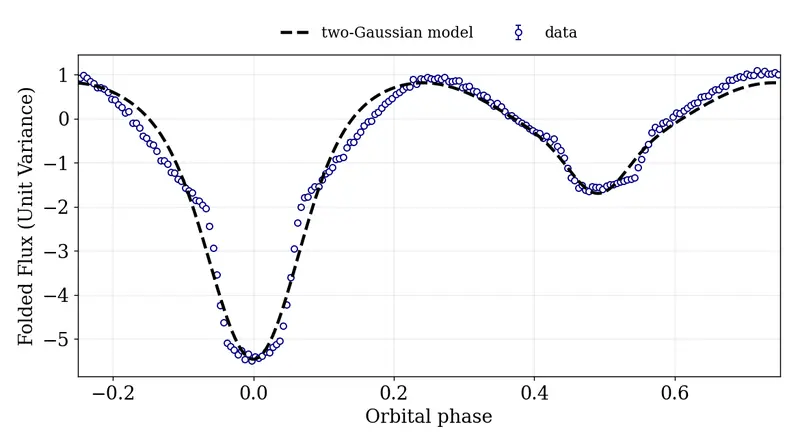 two-Gaussian model data
Folded Flux (Unit Variance)
1
0
−1
−2
−3
−4
−5
−0.2 0.0 0.2 0.4 0.6
Orbital phase